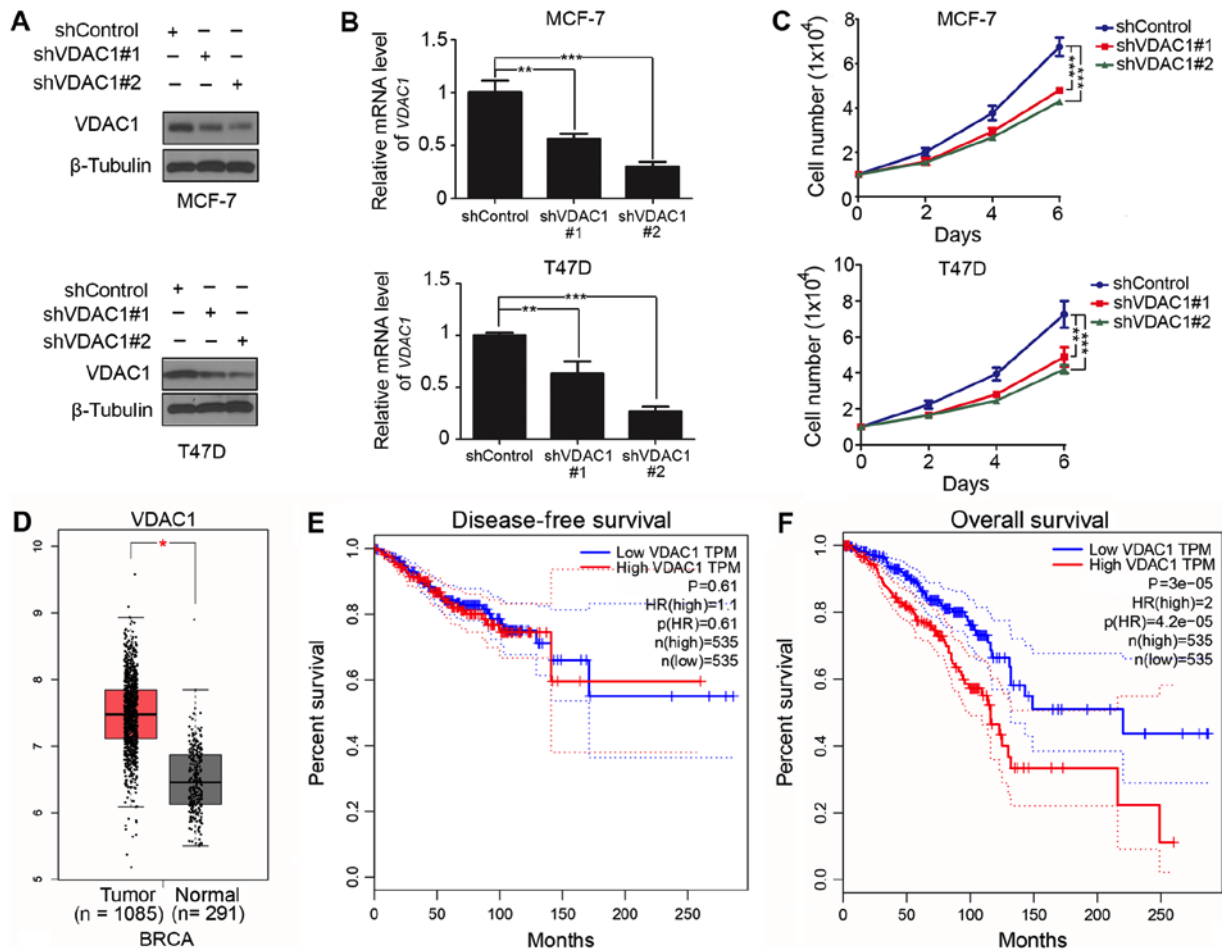 A
shControl + − −
shVDAC1#1 − + −
shVDAC1#2 − − +
VDAC1
β-Tubulin
MCF-7
shControl + − −
shVDAC1#1 − + −
shVDAC1#2 − − +
VDAC1
β-Tubulin
T47D
B
MCF-7
Relative mRNA level
of VDAC1
1.5
1
0.5
0
**
***
shControl
shVDAC1
#1
shVDAC1
#2
T47D
Relative mRNA level
of VDAC1
1.5
1
0.5
0
**
***
shControl
shVDAC1
#1
shVDAC1
#2
C
MCF-7
Cell number (1x10⁴)
8
6
4
2
0
0 2 4 6
Days
shControl
shVDAC1#1
shVDAC1#2
***
***
T47D
Cell number (1x10⁴)
10
8
6
4
2
0
0 2 4 6
Days
shControl
shVDAC1#1
shVDAC1#2
**
***
D
VDAC1
*
10
9
8
7
6
5
Tumor Normal
(n = 1085) (n= 291)
BRCA
E
Disease-free survival
Low VDAC1 TPM
High VDAC1 TPM
P=0.61
HR(high)=1.1
p(HR)=0.61
n(high)=535
n(low)=535
Percent survival
1.0
0.8
0.6
0.4
0.2
0.0
0 50 100 150 200 250
Months
F
Overall survival
Low VDAC1 TPM
High VDAC1 TPM
P=3e-05
HR(high)=2
p(HR)=4.2e-05
n(high)=535
n(low)=535
Percent survival
1.0
0.8
0.6
0.4
0.2
0.0
0 50 100 150 200 250
Months